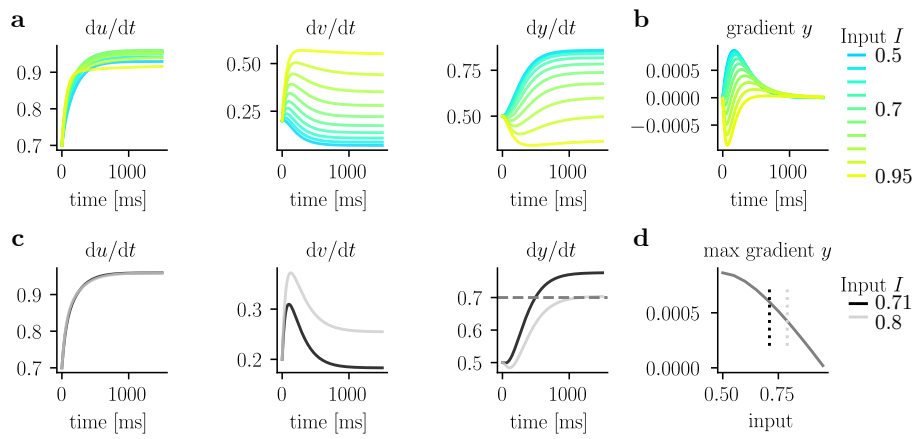 a
du/dt
0.9
0.8
0.7
0
1000
time [ms]
dv/dt
0.50
0.25
0
1000
time [ms]
dy/dt
0.75
0.50
0
1000
time [ms]
b
gradient y
0.0005
0.0000
−0.0005
0
1000
time [ms]
Input I
0.5
0.7
0.95
c
du/dt
0.9
0.8
0.7
0
1000
time [ms]
dv/dt
0.3
0.2
0
1000
time [ms]
dy/dt
0.7
0.6
0.5
0
1000
time [ms]
d
max gradient y
0.0005
0.0000
0.50
0.75
input
Input I
0.71
0.8